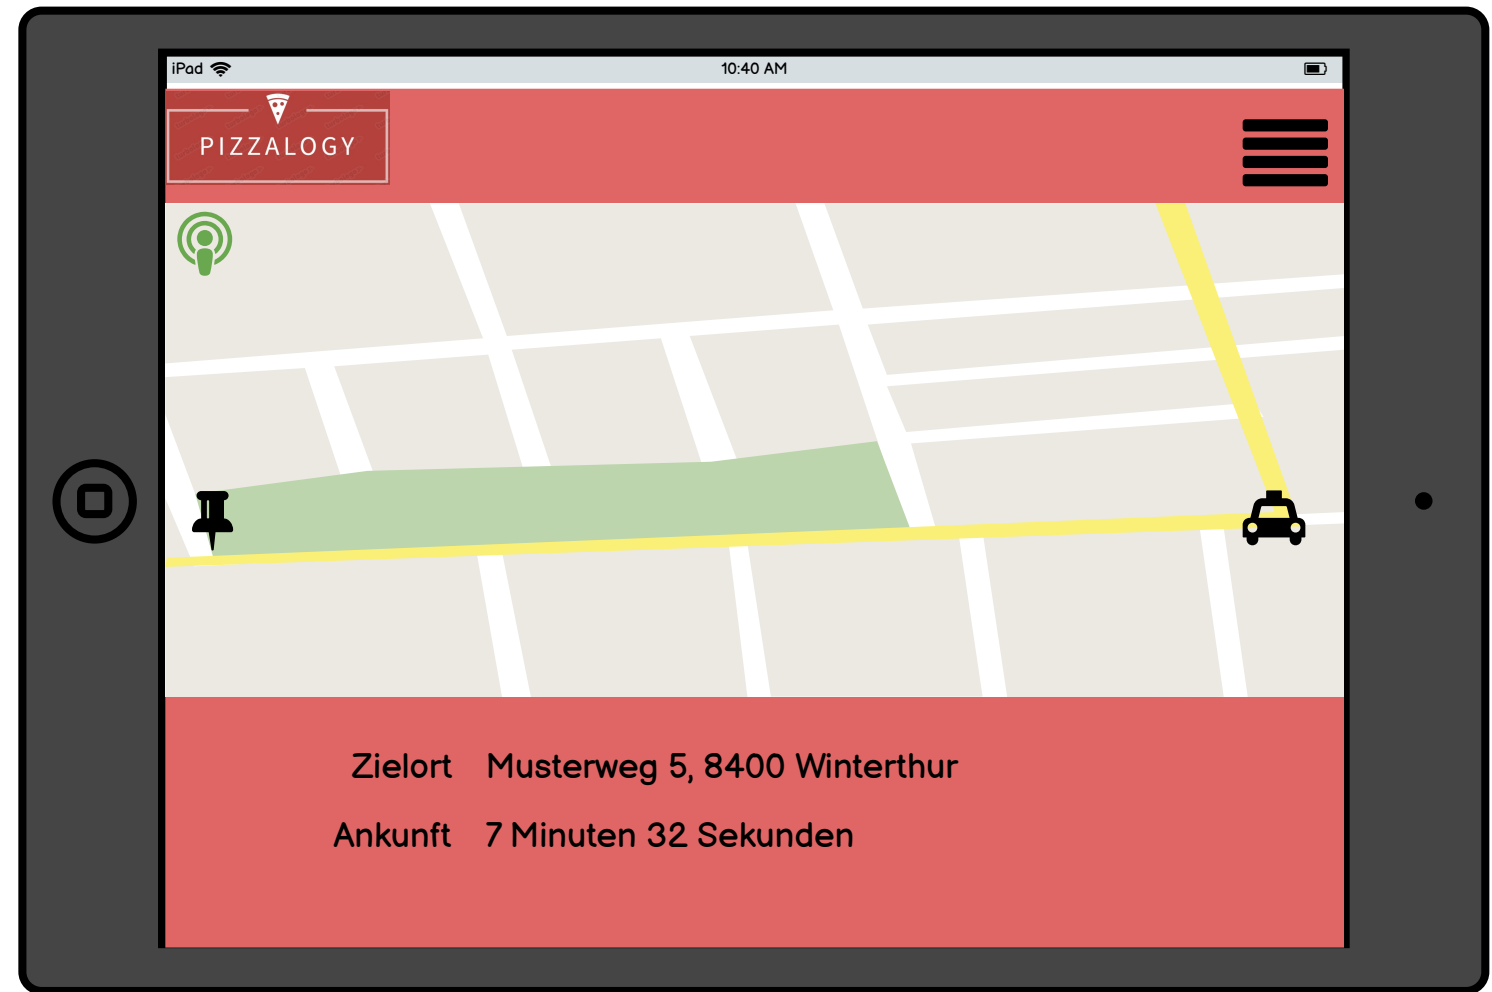 iPad 10:40 AM
PIZZALOGY
Zielort Musterweg 5, 8400 Winterthur
Ankunft 7 Minuten 32 Sekunden